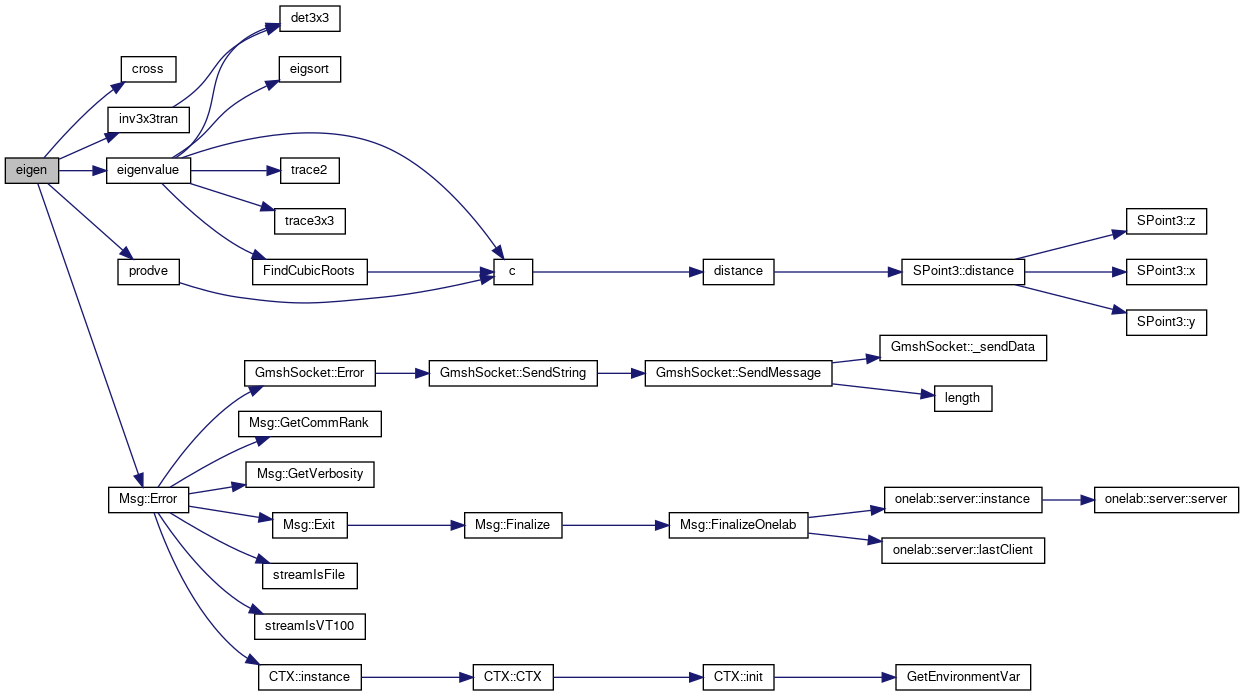 det3x3
cross
eigsort
inv3x3tran
eigen
eigenvalue
trace2
trace3x3
SPoint3::z
prodve
FindCubicRoots
c
distance
SPoint3::distance
SPoint3::x
SPoint3::y
GmshSocket::_sendData
GmshSocket::Error
GmshSocket::SendString
GmshSocket::SendMessage
length
Msg::GetCommRank
Msg::GetVerbosity
Msg::Error
onelab::server::instance
onelab::server::server
Msg::Exit
Msg::Finalize
Msg::FinalizeOnelab
onelab::server::lastClient
streamIsFile
streamIsVT100
CTX::instance
CTX::CTX
CTX::init
GetEnvironmentVar